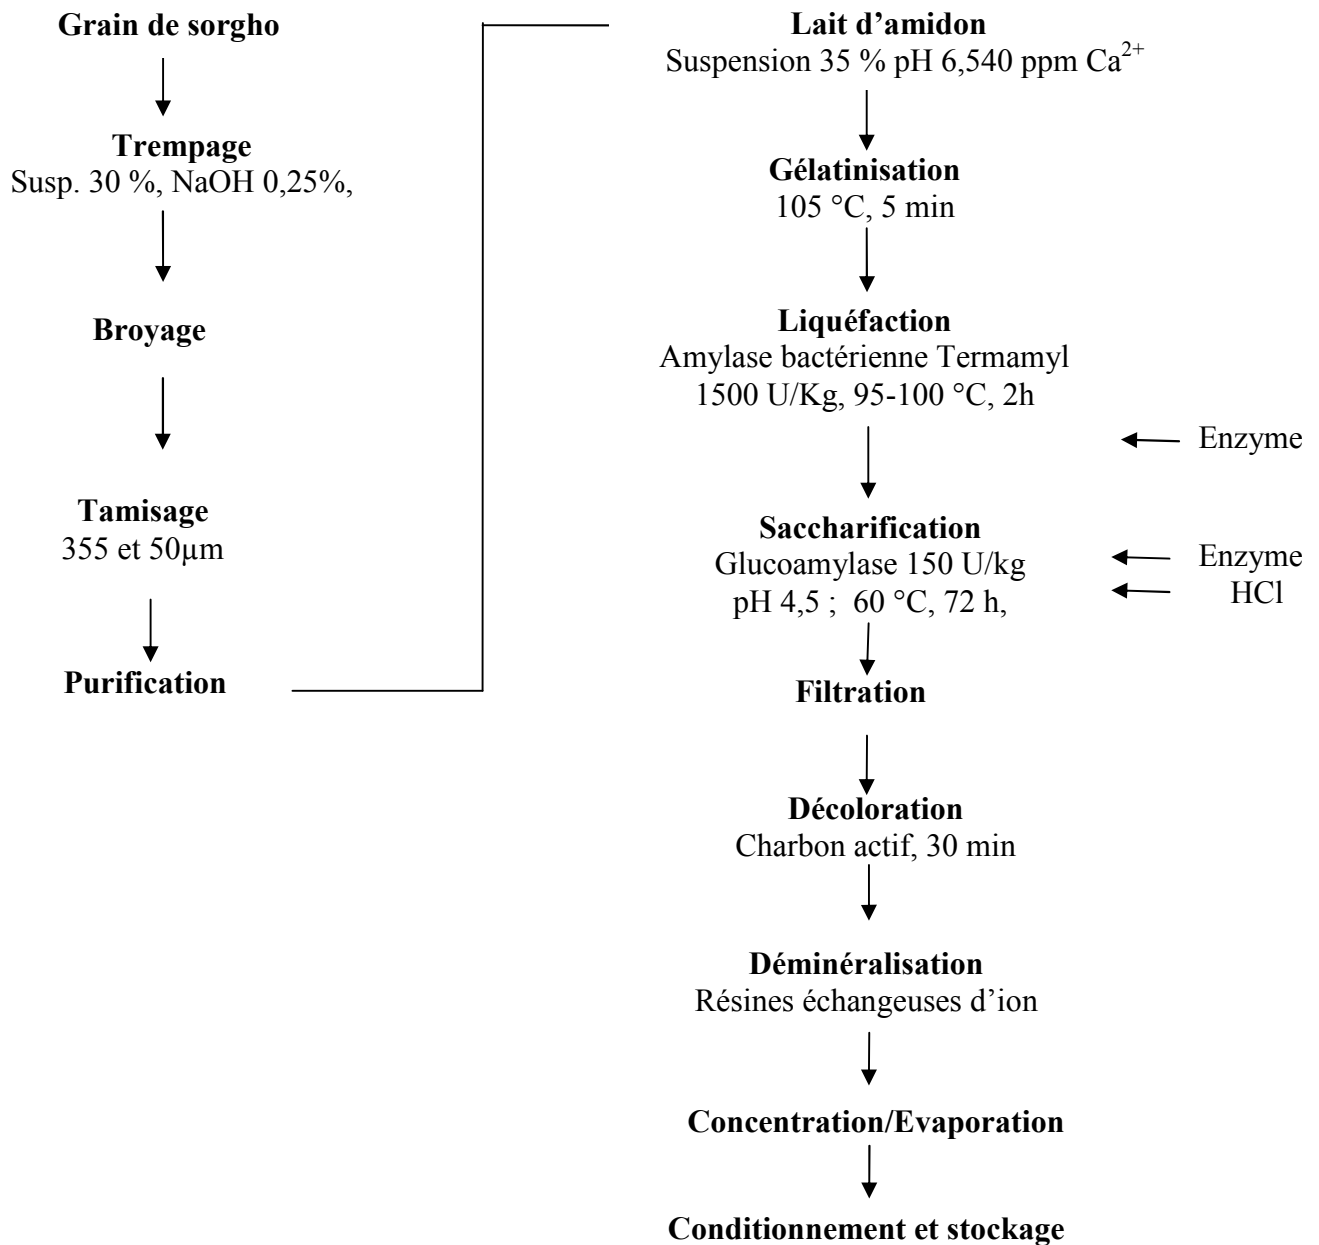 Grain de sorgho
Trempage
Susp. 30 %, NaOH 0,25%,
Broyage
Tamisage
355 et 50µm
Purification
Lait d’amidon
Suspension 35 % pH 6,540 ppm Ca²⁺
Gélatinisation
105 °C, 5 min
Liquéfaction
Amylase bactérienne Termamyl
1500 U/Kg, 95-100 °C, 2h
Enzyme
Saccharification
Glucoamylase 150 U/kg
Enzyme
pH 4,5 ; 60 °C, 72 h,
HCl
Filtration
Décoloration
Charbon actif, 30 min
Déminéralisation
Résines échangeuses d’ion
Concentration/Evaporation
Conditionnement et stockage